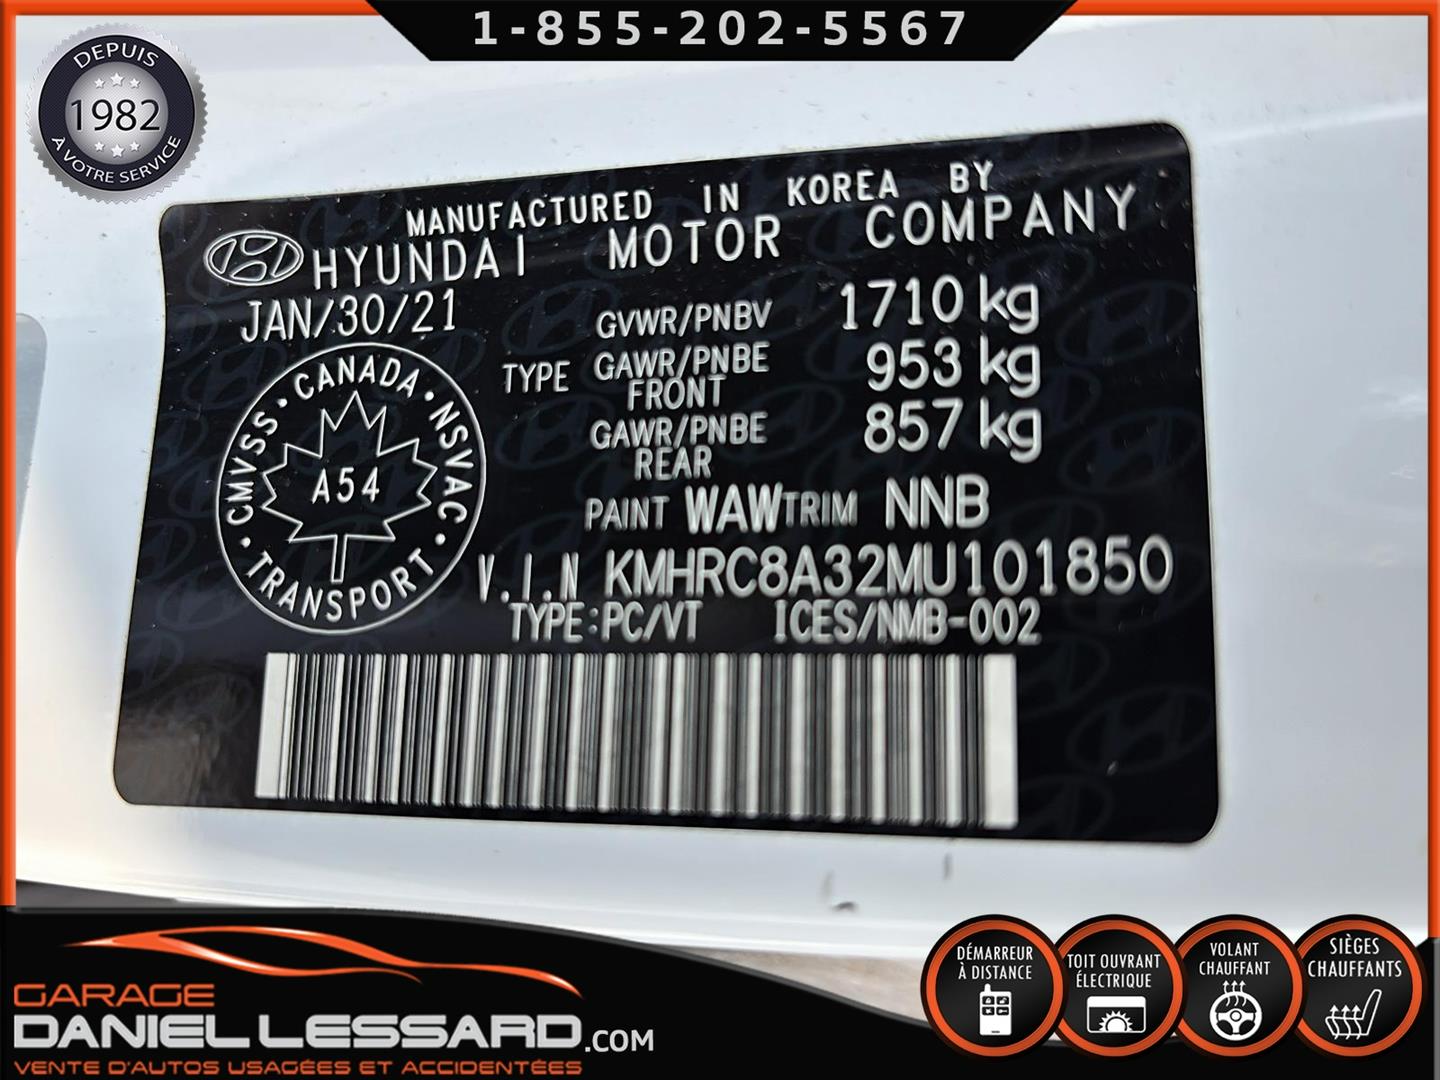 1-855-202-5567
DEPUIS
1982
À VOTRE SERVICE
MANUFACTURED IN KOREA BY
HYUNDAI MOTOR COMPANY
JAN/30/21
GVWR/PNBV 1710 kg
TYPE GAWR/PNBE FRONT 953 kg
GAWR/PNBE REAR 857 kg
CMVSS · CANADA · NSVAC · TRANSPORT ·
A54
PAINT WAW TRIM NNB
V.I.N KMHRC8A32MU101850
TYPE:PC/VT ICES/NMB-002
GARAGE
DANIEL LESSARD.COM
VENTE D'AUTOS USAGÉES ET ACCIDENTÉES
DÉMARREUR
À DISTANCE
TOIT OUVRANT
ÉLECTRIQUE
VOLANT
CHAUFFANT
SIÈGES
CHAUFFANTS